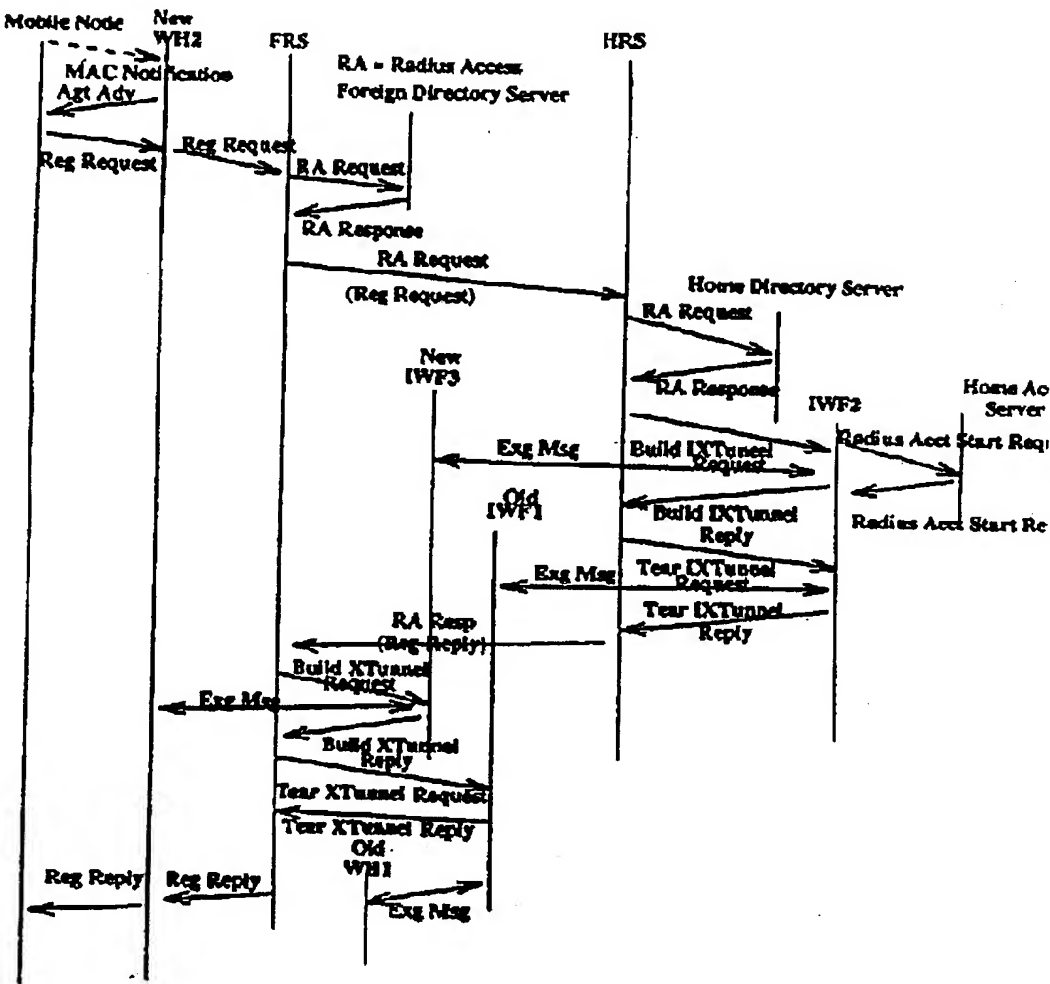 Mobile Node
New
WH2
FRS
HRS
RA = Radius Access
Foreign Directory Server
MAC Notification
Agt Adv
Reg Request
Reg Request
RA Request
RA Response
RA Request
(Reg Request)
Home Directory Server
RA Request
RA Response
New
IWF3
IWF2
Home Ac
Server
Radius Acct Start Requ
Exg Msg
Build IXTunnel
Request
Old
IWF1
Build IXTunnel
Reply
Radius Acct Start Re
Exg Msg
Tear IXTunnel
Request
Tear IXTunnel
Reply
RA Resp
(Reg Reply)
Build XTunnel
Request
Exg Msg
Build XTunnel
Reply
Tear XTunnel Request
Tear XTunnel Reply
Old
WH1
Reg Reply
Reg Reply
Exg Msg